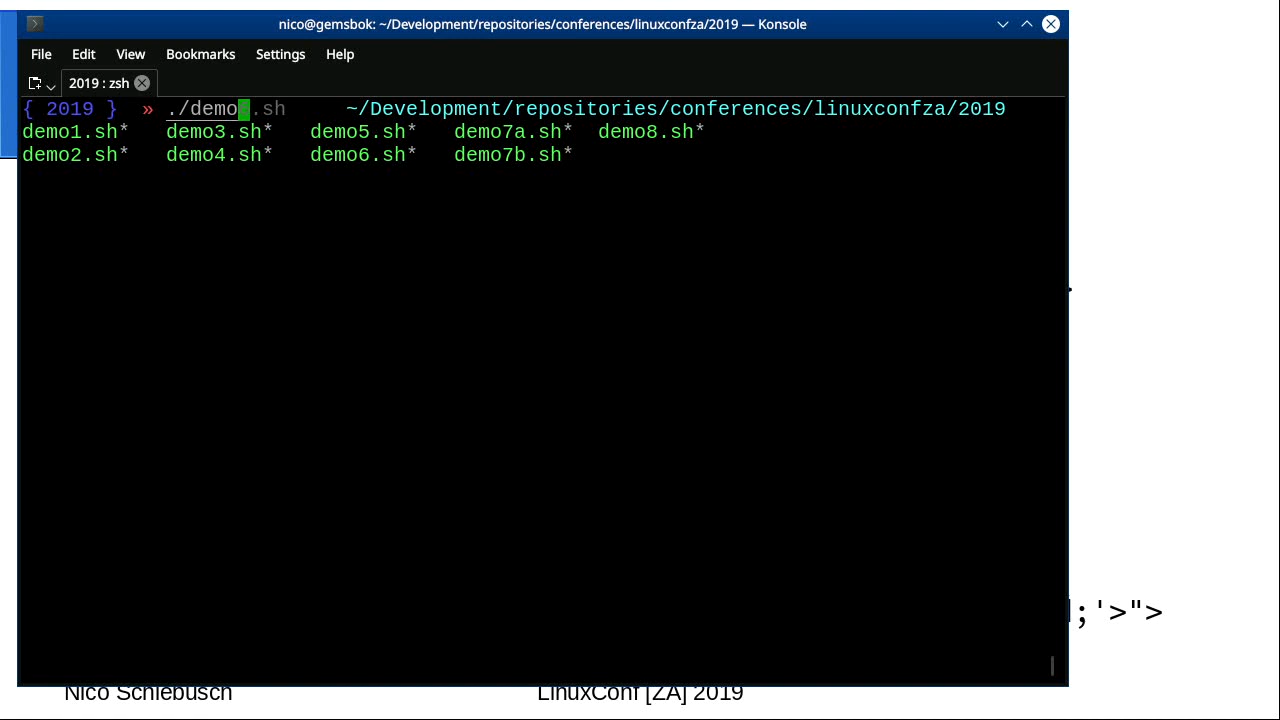 nico@gemsbok: ~/Development/repositories/conferences/linuxconfza/2019 — Konsole
File Edit View Bookmarks Settings Help
2019 : zsh
{ 2019 } » ./demo .sh ~/Development/repositories/conferences/linuxconfza/2019
demo1.sh* demo3.sh* demo5.sh* demo7a.sh* demo8.sh*
demo2.sh* demo4.sh* demo6.sh* demo7b.sh*
;'>">
Nico Schiebusch LinuxConf [ZA] 2019